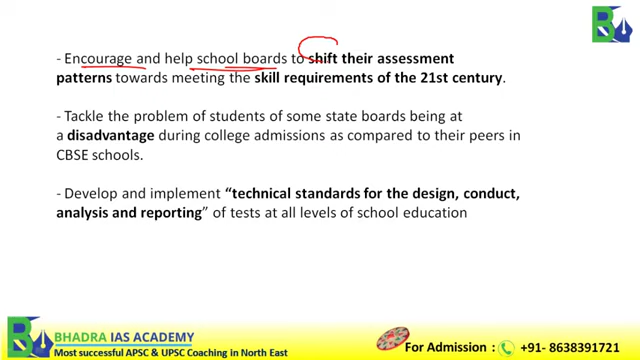 - Encourage and help school boards to shift their assessment
patterns towards meeting the skill requirements of the 21st century.
- Tackle the problem of students of some state boards being at
a disadvantage during college admissions as compared to their peers in
CBSE schools.
- Develop and implement “technical standards for the design, conduct,
analysis and reporting” of tests at all levels of school education
BHADRA IAS ACADEMY
Most successful APSC & UPSC Coaching in North East
For Admission : +91- 8638391721